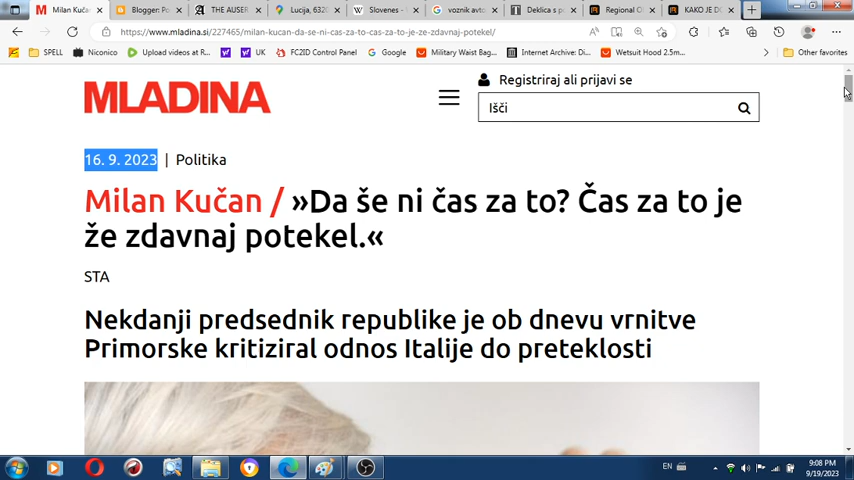 Milan Kuča
Blogger: Po
THE AUSER
Lucija, 632
Slovenes -
voznik avto
Deklica s p
Regional O
KAKO JE DO
https://www.mladina.si/227465/milan-kucan-da-se-ni-cas-za-to-cas-za-to-je-ze-zdavnaj-potekel/
SPELL
Niconico
Upload videos at R...
UK
FC2ID Control Panel
Google
Military Waist Bag...
Internet Archive: Di...
Wetsuit Hood 2.5m...
Other favorites
MLADINA
Registriraj ali prijavi se
Išči
16. 9. 2023 | Politika
Milan Kučan / »Da še ni čas za to? Čas za to je
že zdavnaj potekel.«
STA
Nekdanji predsednik republike je ob dnevu vrnitve
Primorske kritiziral odnos Italije do preteklosti
EN
9:08 PM
9/19/2023